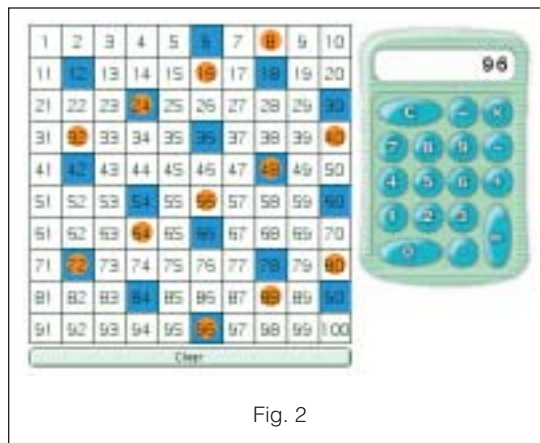 1 2 3 4 5 6 7 8 9 10
11 12 13 14 15 16 17 18 19 20
21 22 23 24 25 26 27 28 29 30
31 32 33 34 35 36 37 38 39 40
41 42 43 44 45 46 47 48 49 50
51 52 53 54 55 56 57 58 59 60
61 62 63 64 65 66 67 68 69 70
71 72 73 74 75 76 77 78 79 80
81 82 83 84 85 86 87 88 89 90
91 92 93 94 95 96 97 98 99 100
Clear
96
C − ×
7 8 9 −
4 5 6 +
1 2 3 =
0 .
Fig. 2